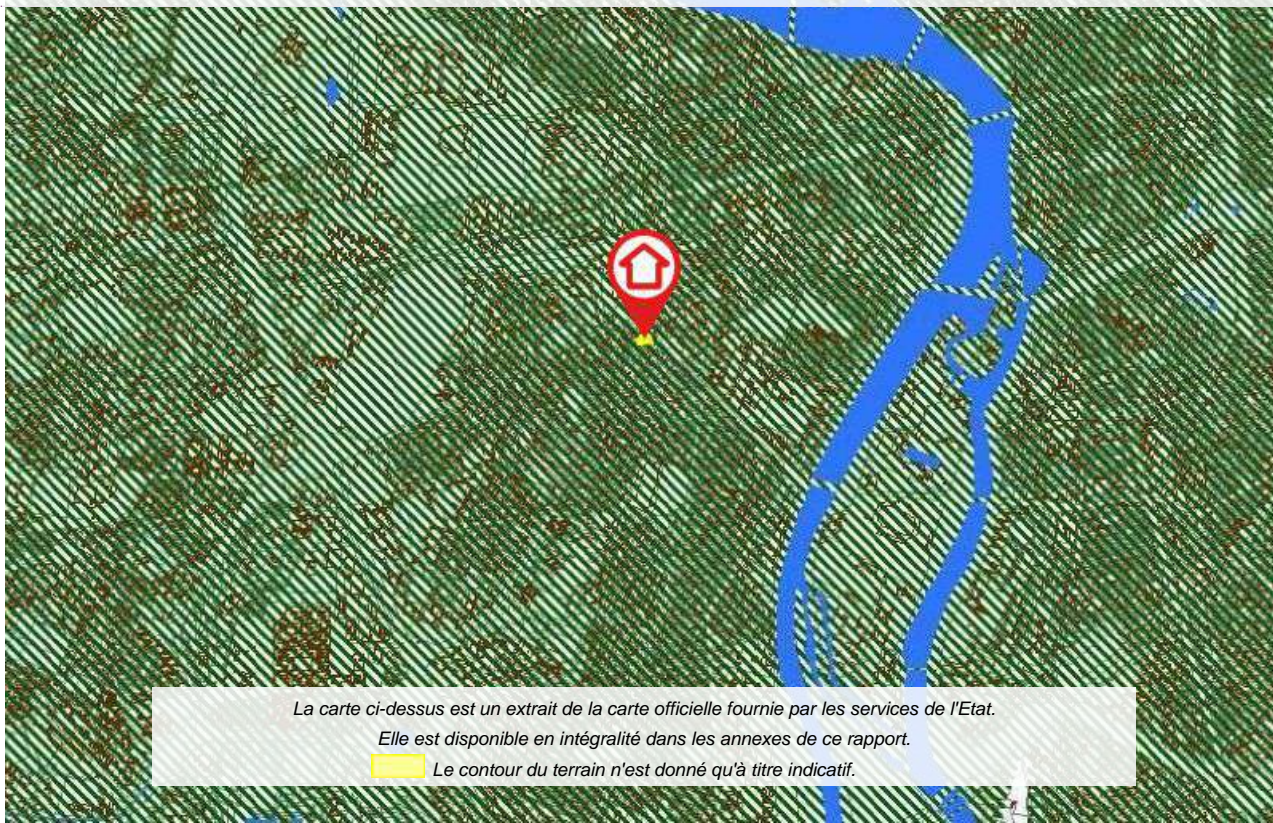 La carte ci-dessus est un extrait de la carte officielle fournie par les services de l'Etat.
Elle est disponible en intégralité dans les annexes de ce rapport.
Le contour du terrain n'est donné qu'à titre indicatif.